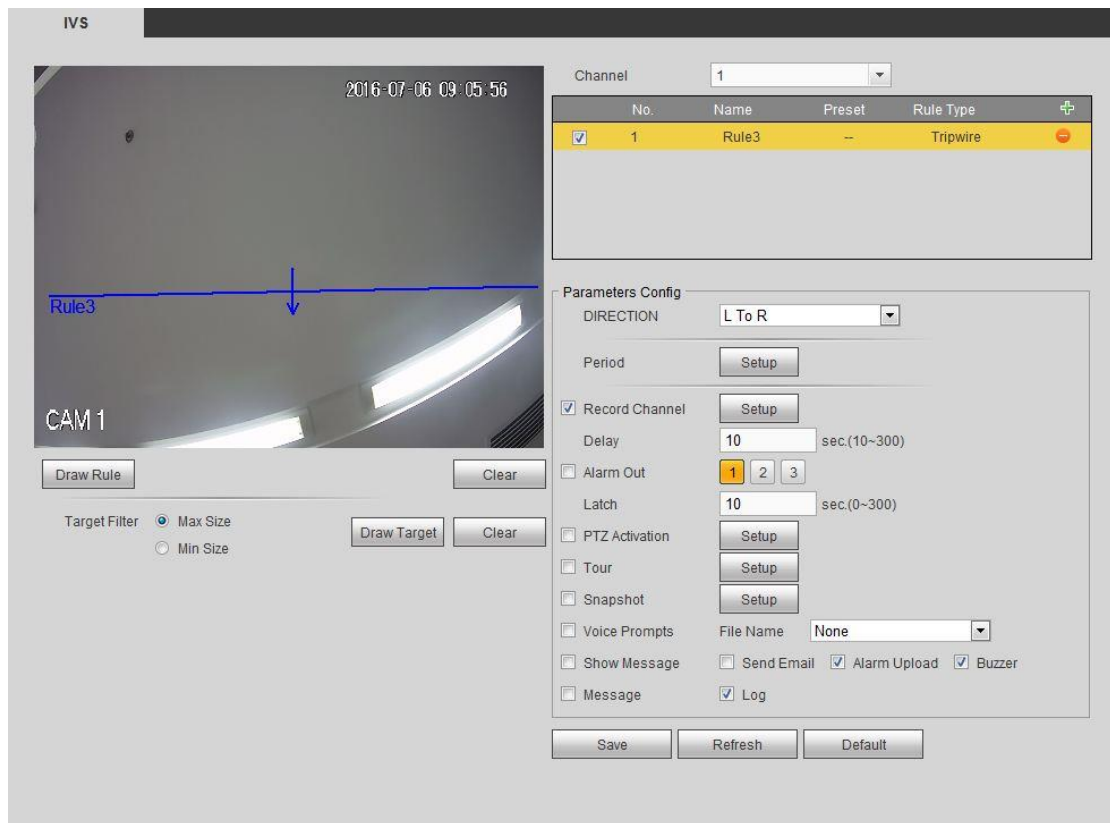 IVS
2016-07-06 09:05:56
Rule3
CAM 1
Draw Rule Clear
Target Filter Max Size
Min Size
Draw Target Clear
Channel 1
No. Name Preset Rule Type
1 Rule3 -- Tripwire
Parameters Config
DIRECTION L To R
Period Setup
Record Channel Setup
Delay 10 sec.(10~300)
Alarm Out 1 2 3
Latch 10 sec.(0~300)
PTZ Activation Setup
Tour Setup
Snapshot Setup
Voice Prompts File Name None
Show Message Send Email Alarm Upload Buzzer
Message Log
Save Refresh Default